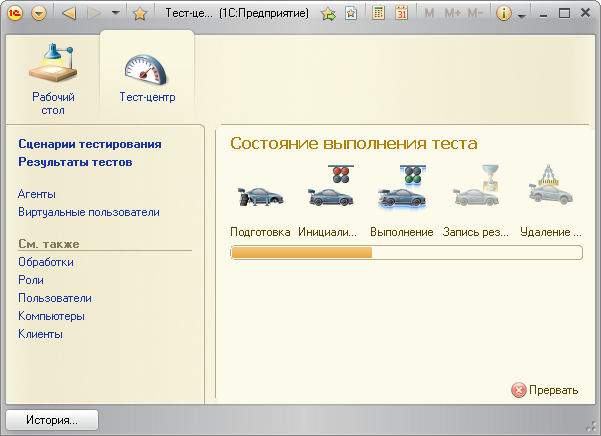 Тест-це... (1С:Предприятие)
M M+ M-
31
Рабочий
стол
Тест-центр
Сценарии тестирования
Результаты тестов
Агенты
Виртуальные пользователи
См. также
Обработки
Роли
Пользователи
Компьютеры
Клиенты
Состояние выполнения теста
Подготовка Инициали... Выполнение Запись рез... Удаление ...
Прервать
История...